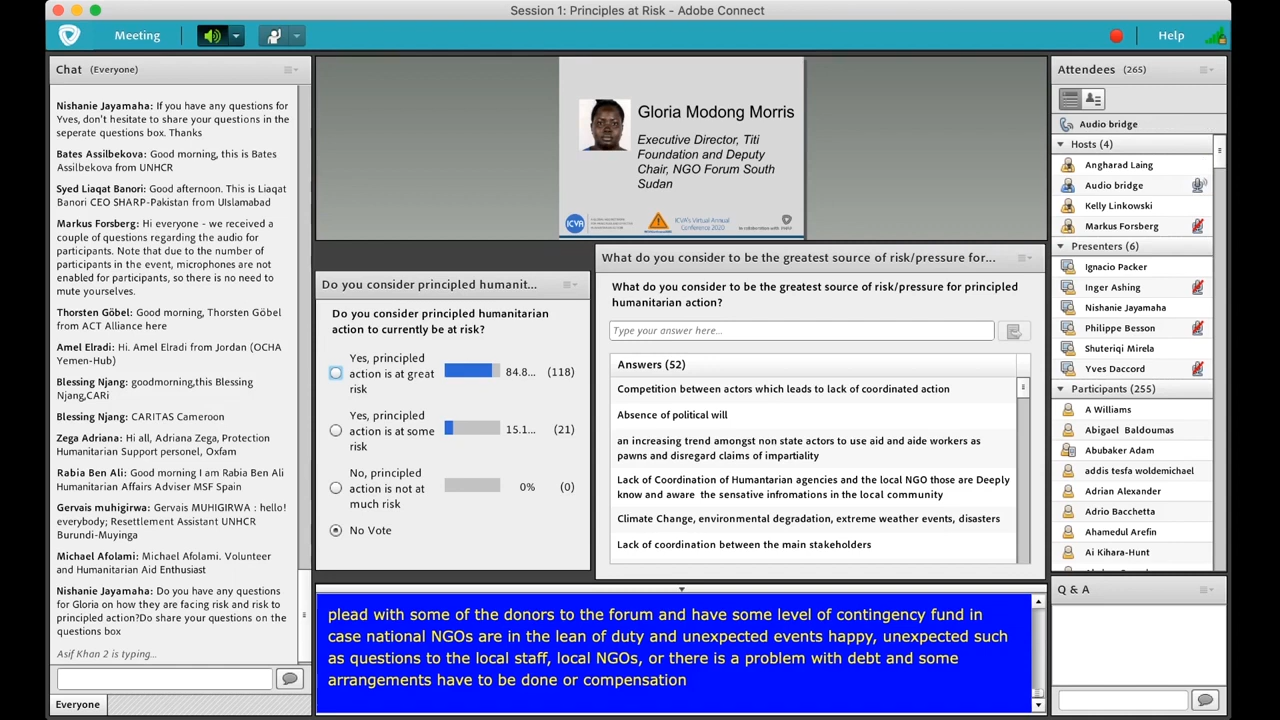 Session 1: Principles at Risk - Adobe Connect
Meeting
Help
Chat (Everyone)
Nishanie Jayamaha: If you have any questions for
Yves, don't hesitate to share your questions in the
seperate questions box. Thanks
Bates Assilbekova: Good morning, this is Bates
Assilbekova from UNHCR
Syed Liaqat Banori: Good afternoon. This is Liaqat
Banori CEO SHARP-Pakistan from UIslamabad
Markus Forsberg: Hi everyone - we received a
couple of questions regarding the audio for
participants. Note that due to the number of
participants in the event, microphones are not
enabled for participants, so there is no need to
mute yourselves.
Thorsten Göbel: Good morning, Thorsten Göbel
from ACT Alliance here
Amel Elradi: Hi. Amel Elradi from Jordan (OCHA
Yemen-Hub)
Blessing Njang: goodmorning,this Blessing
Njang,CARi
Blessing Njang: CARITAS Cameroon
Zega Adriana: Hi all, Adriana Zega, Protection
Humanitarian Support personel, Oxfam
Rabia Ben Ali: Good morning I am Rabia Ben Ali
Humanitarian Affairs Adviser MSF Spain
Gervais muhigirwa: Gervais MUHIGIRWA : hello!
everybody; Resettlement Assistant UNHCR
Burundi-Muyinga
Michael Afolami: Michael Afolami. Volunteer
and Humanitarian Aid Enthusiast
Nishanie Jayamaha: Do you have any questions
for Gloria on how they are facing risk and risk to
principled action?Do share your questions on the
questions box
Asif Khan 2 is typing...
Everyone
Gloria Modong Morris
Executive Director, Titi
Foundation and Deputy
Chair, NGO Forum South
Sudan
ICVA
ICVA's Virtual Annual
Conference 2020
Do you consider principled humanit...
Do you consider principled humanitarian
action to currently be at risk?
Yes, principled
action is at great
risk
84.8... (118)
Yes, principled
action is at some
risk
15.1... (21)
No, principled
action is not at
much risk
0% (0)
No Vote
What do you consider to be the greatest source of risk/pressure for...
What do you consider to be the greatest source of risk/pressure for principled
humanitarian action?
Type your answer here...
Answers (52)
Competition between actors which leads to lack of coordinated action
Absence of political will
an increasing trend amongst non state actors to use aid and aide workers as
pawns and disregard claims of impartiality
Lack of Coordination of Humanitarian agencies and the local NGO those are Deeply
know and aware the sensative infromations in the local community
Climate Change, environmental degradation, extreme weather events, disasters
Lack of coordination between the main stakeholders
plead with some of the donors to the forum and have some level of contingency fund in
case national NGOs are in the lean of duty and unexpected events happy, unexpected such
as questions to the local staff, local NGOs, or there is a problem with debt and some
arrangements have to be done or compensation
Attendees (265)
Audio bridge
Hosts (4)
Angharad Laing
Audio bridge
Kelly Linkowski
Markus Forsberg
Presenters (6)
Ignacio Packer
Inger Ashing
Nishanie Jayamaha
Philippe Besson
Shuteriqi Mirela
Yves Daccord
Participants (255)
A Williams
Abigael Baldoumas
Abubaker Adam
addis tesfa woldemichael
Adrian Alexander
Adrio Bacchetta
Ahamedul Arefin
Ai Kihara-Hunt
Q & A